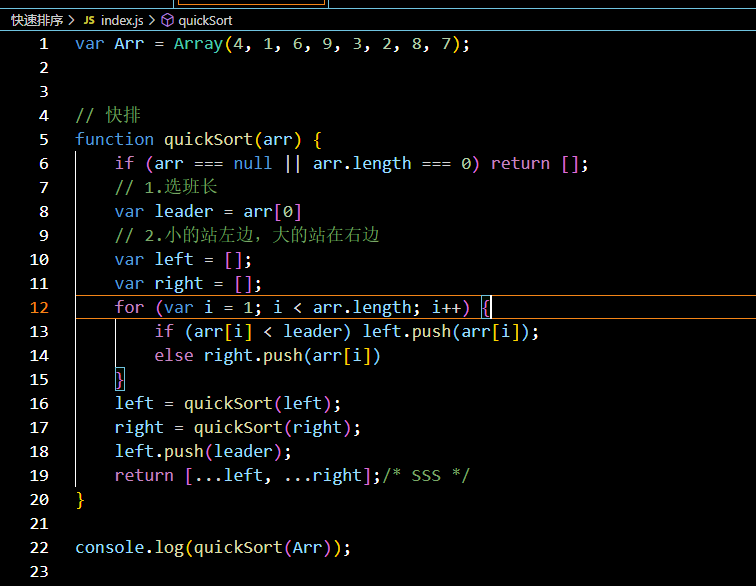 快速排序 > JS index.js > quickSort
1 var Arr = Array(4, 1, 6, 9, 3, 2, 8, 7);
2
3
4 // 快排
5 function quickSort(arr) {
6 if (arr === null || arr.length === 0) return [];
7 // 1.选班长
8 var leader = arr[0]
9 // 2.小的站左边，大的站在右边
10 var left = [];
11 var right = [];
12 for (var i = 1; i < arr.length; i++) {
13 if (arr[i] < leader) left.push(arr[i]);
14 else right.push(arr[i])
15 }
16 left = quickSort(left);
17 right = quickSort(right);
18 left.push(leader);
19 return [...left, ...right];/* SSS */
20 }
21
22 console.log(quickSort(Arr));
23